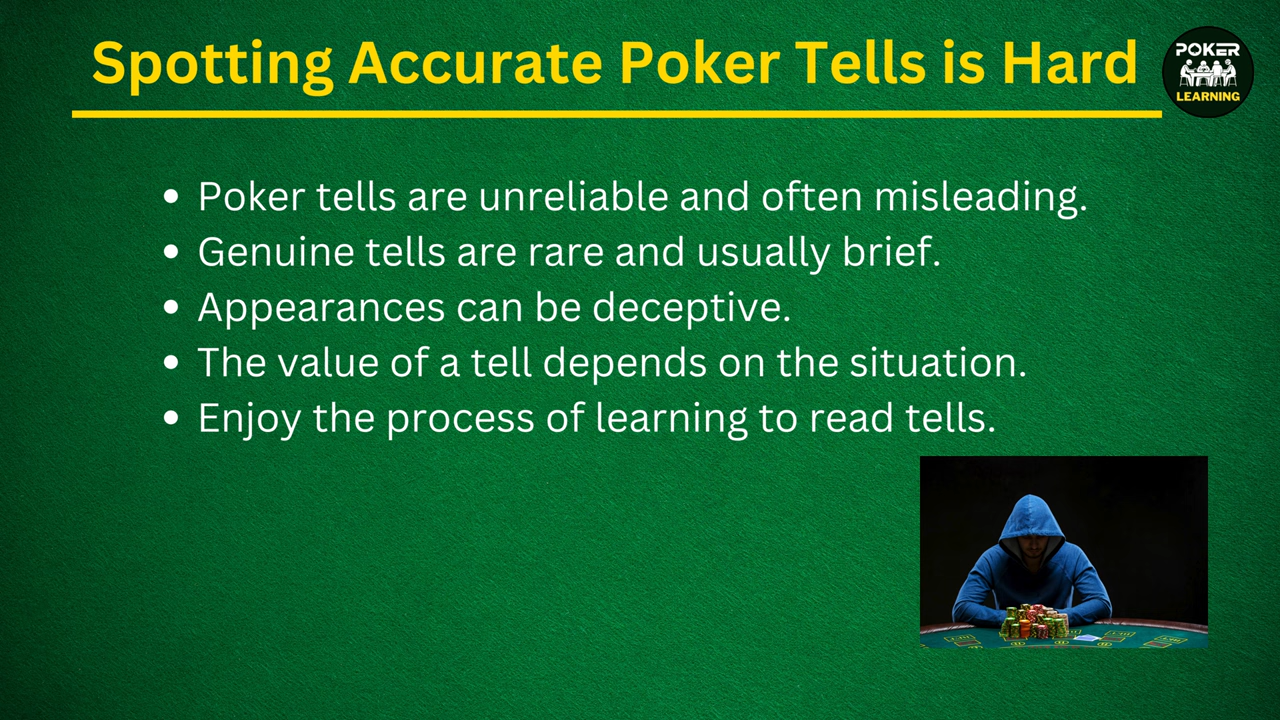 Spotting Accurate Poker Tells is Hard
POKER
LEARNING
• Poker tells are unreliable and often misleading.
• Genuine tells are rare and usually brief.
• Appearances can be deceptive.
• The value of a tell depends on the situation.
• Enjoy the process of learning to read tells.